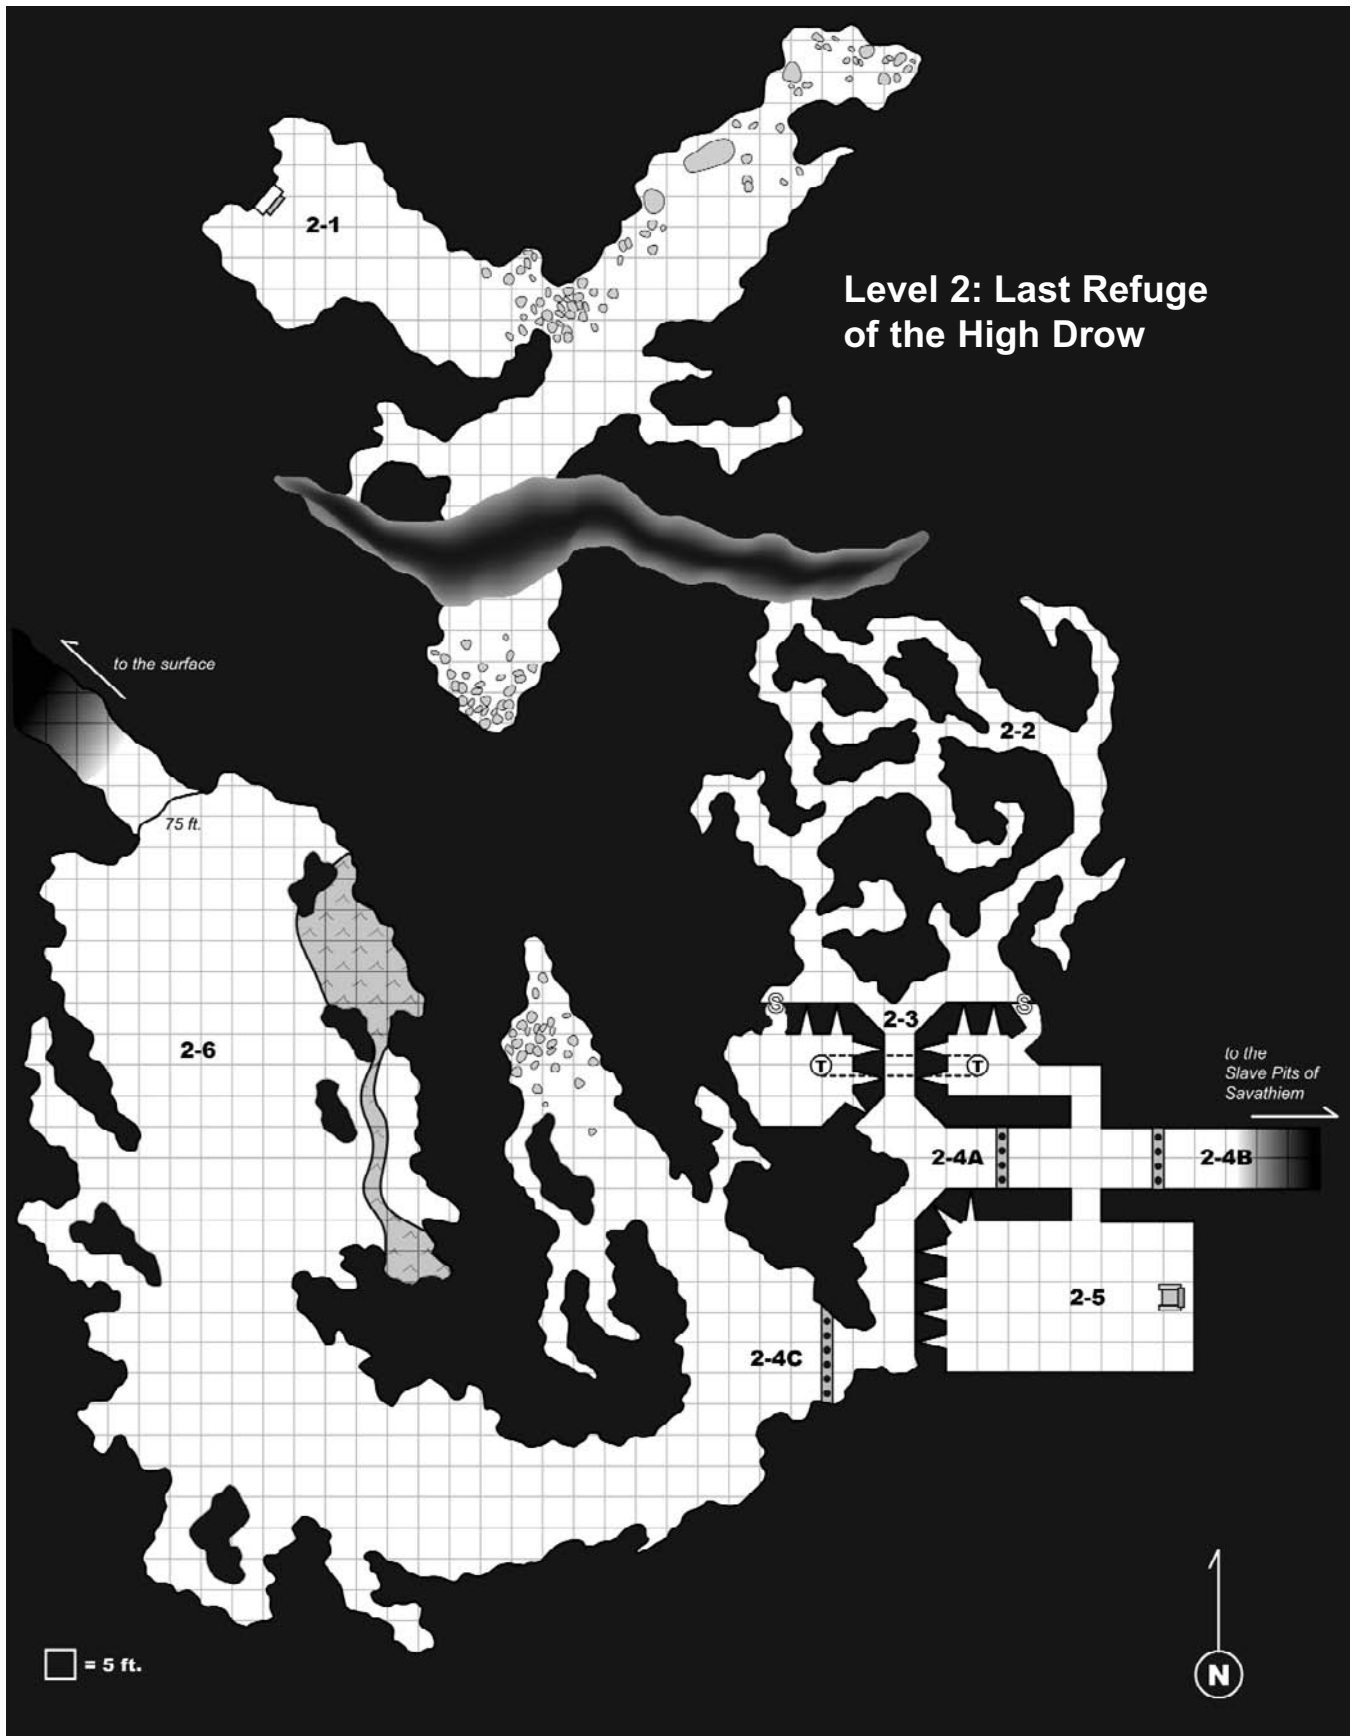 2-1
Level 2: Last Refuge
of the High Drow
to the surface
2-2
75 ft.
S
S
2-3
2-6
T
T
to the
Slave Pits of
Savathiem
2-4A
2-4B
2-5
2-4C
= 5 ft.
N